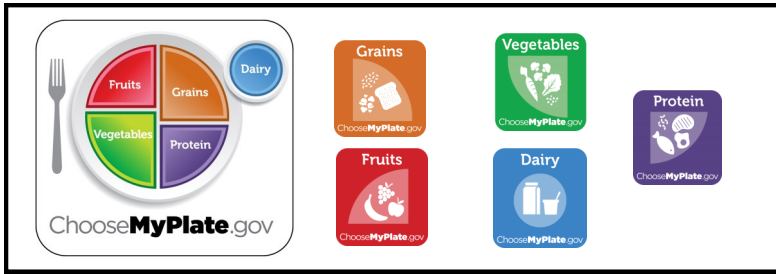 Fruits
Grains
Dairy
Vegetables
Protein
ChooseMyPlate.gov
Grains
ChooseMyPlate.gov
Vegetables
ChooseMyPlate.gov
Protein
ChooseMyPlate.gov
Fruits
ChooseMyPlate.gov
Dairy
ChooseMyPlate.gov